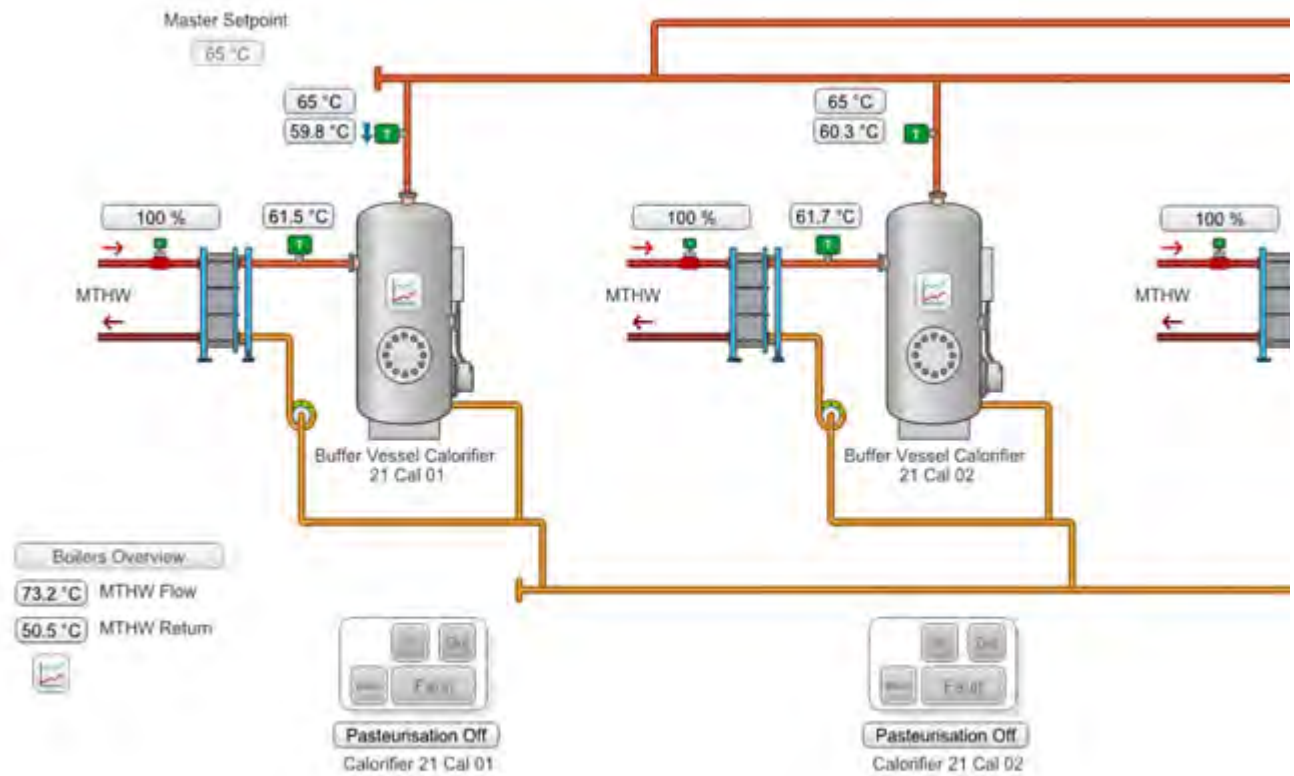 Master Setpoint
65 °C
65 °C
59.8 °C
T
65 °C
60.3 °C
T
100 %
61.5 °C
T
100 %
61.7 °C
T
100 %
MTHW
MTHW
MTHW
Buffer Vessel Calorifier
21 Cal 01
Buffer Vessel Calorifier
21 Cal 02
Boilers Overview
73.2 °C MTHW Flow
50.5 °C MTHW Return
Fault
Fault
Pasteurisation Off
Calorifier 21 Cal 01
Pasteurisation Off
Calorifier 21 Cal 02